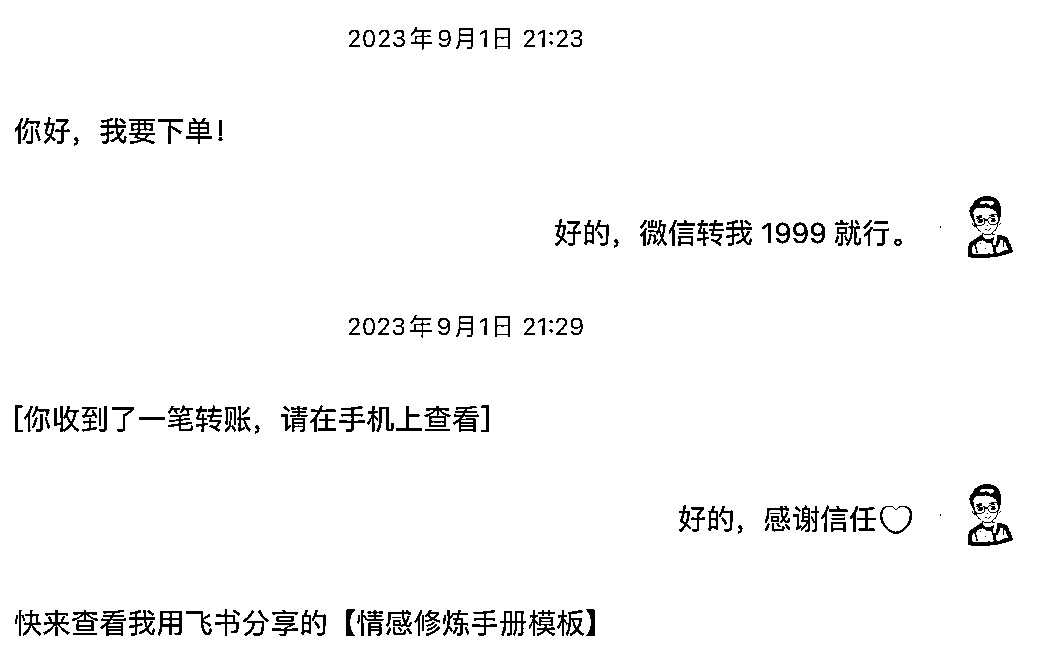 2023年9月1日 21:23
你好，我要下单！
好的，微信转我 1999 就行。
2023年9月1日 21:29
[你收到了一笔转账，请在手机上查看]
好的，感谢信任♡
快来查看我用飞书分享的【情感修炼手册模板】